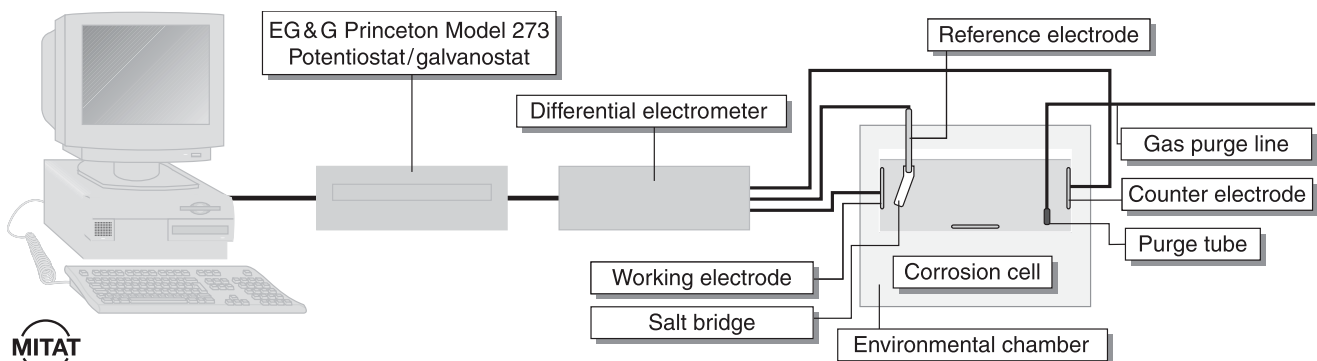 EG&G Princeton Model 273
Potentiostat/galvanostat
Differential electrometer
Reference electrode
Gas purge line
Counter electrode
Purge tube
Working electrode
Corrosion cell
Salt bridge
Environmental chamber
MITAT